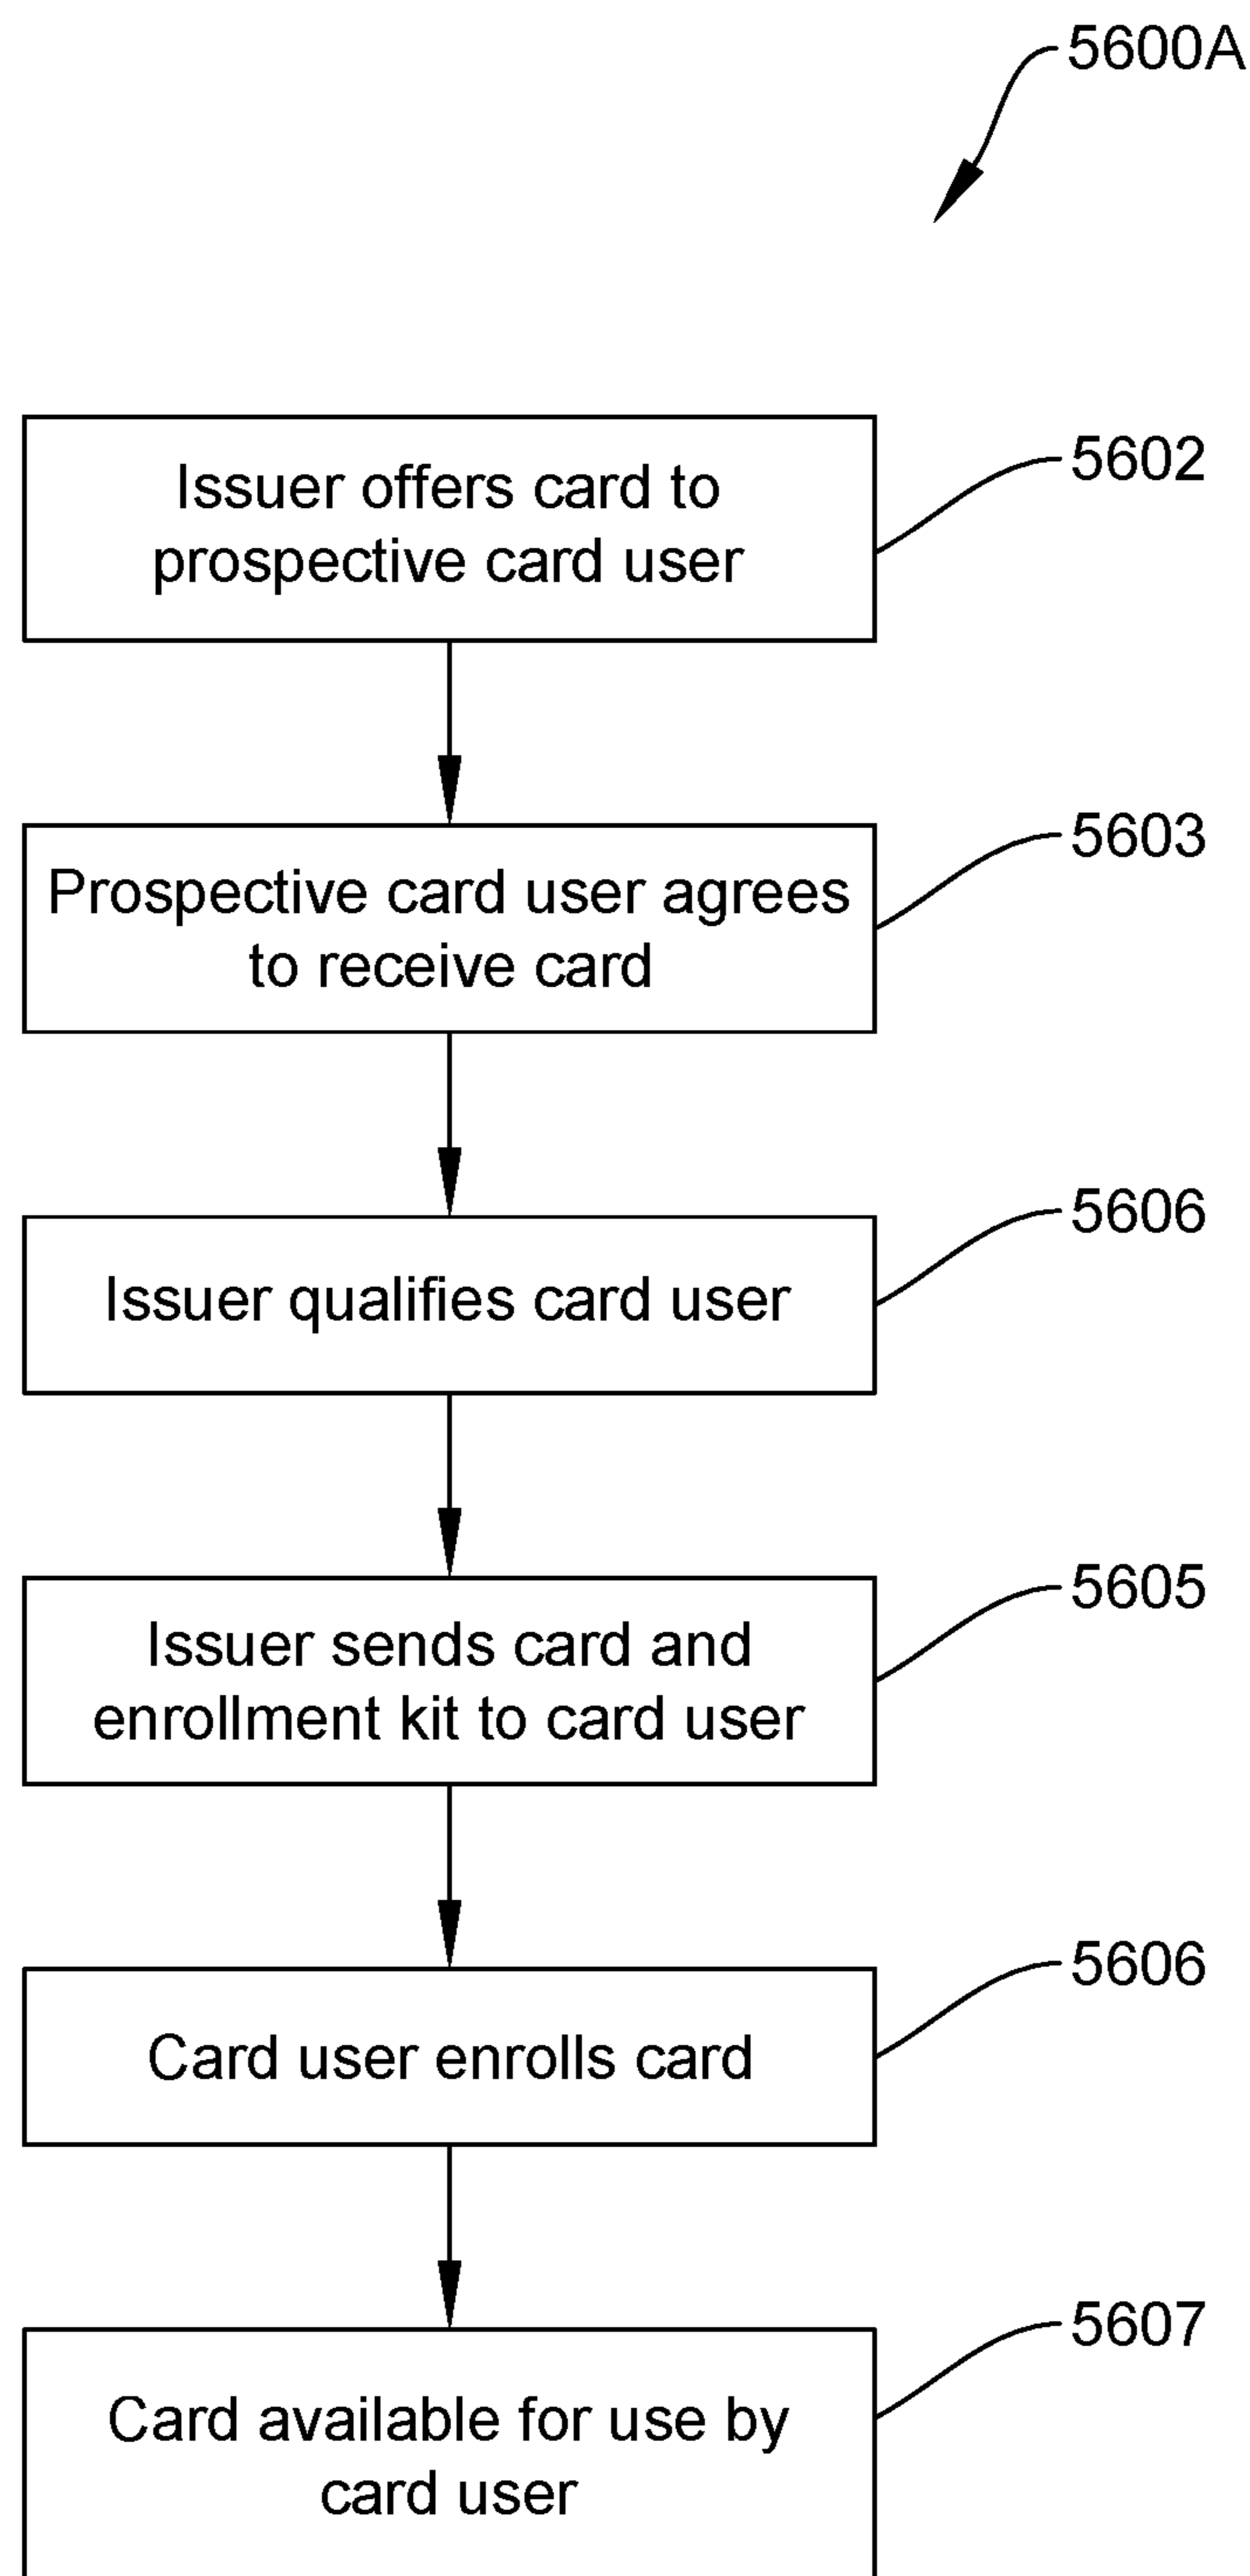 5600A
Issuer offers card to
prospective card user
5602
Prospective card user agrees
to receive card
5603
Issuer qualifies card user
5606
Issuer sends card and
enrollment kit to card user
5605
Card user enrolls card
5606
Card available for use by
card user
5607